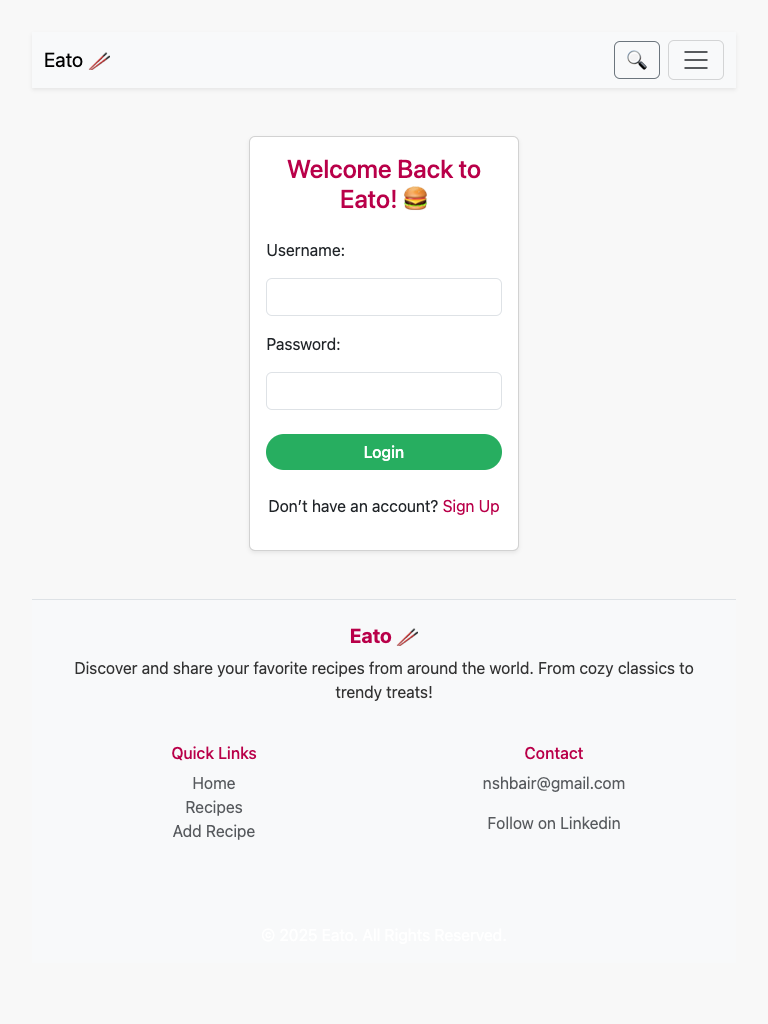 Eato 🥢
Welcome Back to
Eato! 🍔
Username:
Password:
Login
Don’t have an account? Sign Up
Eato 🥢
Discover and share your favorite recipes from around the world. From cozy classics to
trendy treats!
Quick Links
Home
Recipes
Add Recipe
Contact
nshbair@gmail.com
Follow on Linkedin
© 2025 Eato. All Rights Reserved.